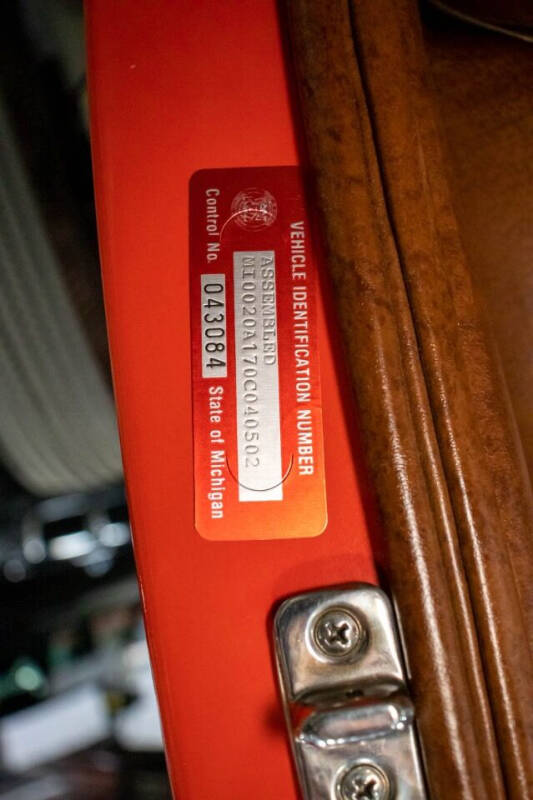 VEHICLE IDENTIFICATION NUMBER
ASSEMBLED
MI0020A170C040502
Control No. 043084 State of Michigan